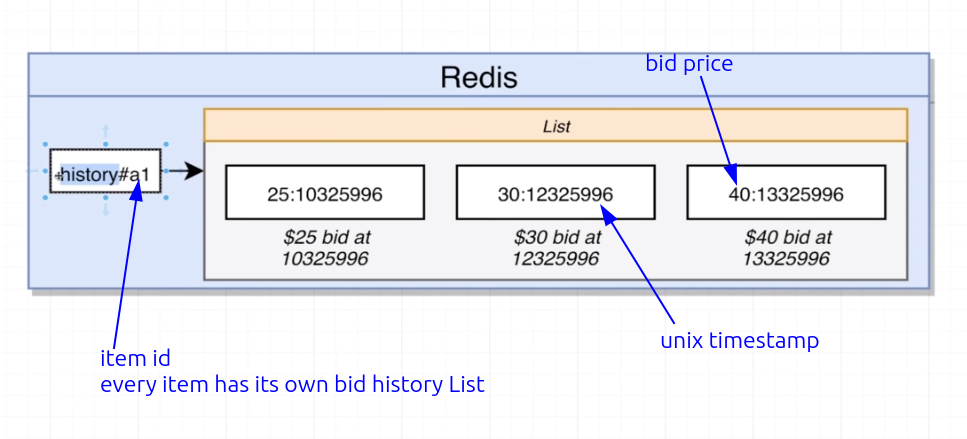 Redis
bid price
List
history#a1
25:10325996
30:12325996
40:13325996
$25 bid at
10325996
$30 bid at
12325996
$40 bid at
13325996
unix timestamp
item id
every item has its own bid history List